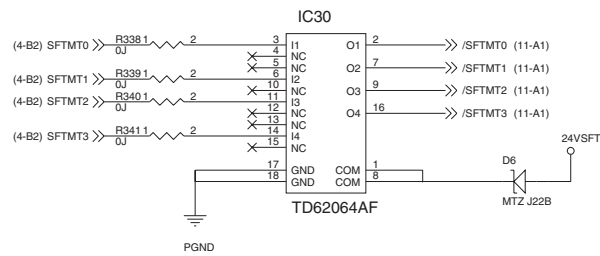 IC30
(4-B2) SFTMT0 R338 1 2 3 I1 O1 2 /SFTMT0 (11-A1)
0J 4 NC
5 NC O2 7 /SFTMT1 (11-A1)
(4-B2) SFTMT1 R339 1 2 6 I2
0J 10 NC O3 9 /SFTMT2 (11-A1)
(4-B2) SFTMT2 R340 1 2 11 I3
0J 12 NC O4 16 /SFTMT3 (11-A1)
13 NC
(4-B2) SFTMT3 R341 1 2 14 I4
0J 15 NC
24VSFT
17 GND COM 1 D6
18 GND COM 8
MTZ J22B
TD62064AF
PGND